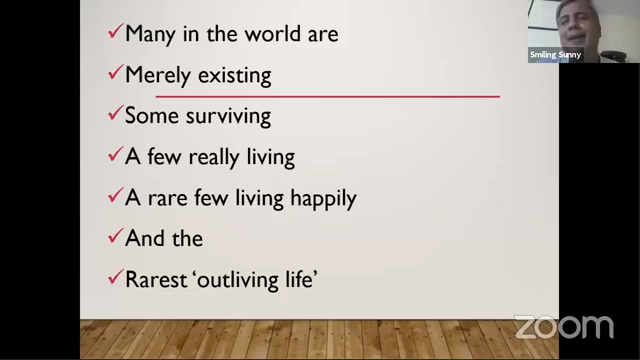 Many in the world are
Merely existing
Some surviving
A few really living
A rare few living happily
And the
Rarest ‘outliving life’
Smiling Sunny
zoom